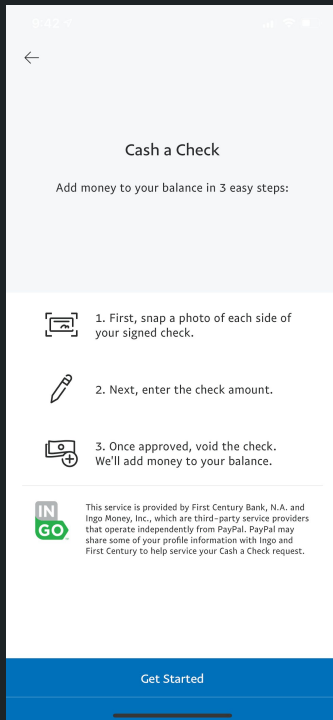 Cash a Check
Add money to your balance in 3 easy steps:
1. First, snap a photo of each side of
your signed check.
2. Next, enter the check amount.
3. Once approved, void the check.
We'll add money to your balance.
IN
GO
This service is provided by First Century Bank, N.A. and
Ingo Money, Inc., which are third-party service providers
that operate independently from PayPal. PayPal may
share some of your profile information with Ingo and
First Century to help service your Cash a Check request.
Get Started